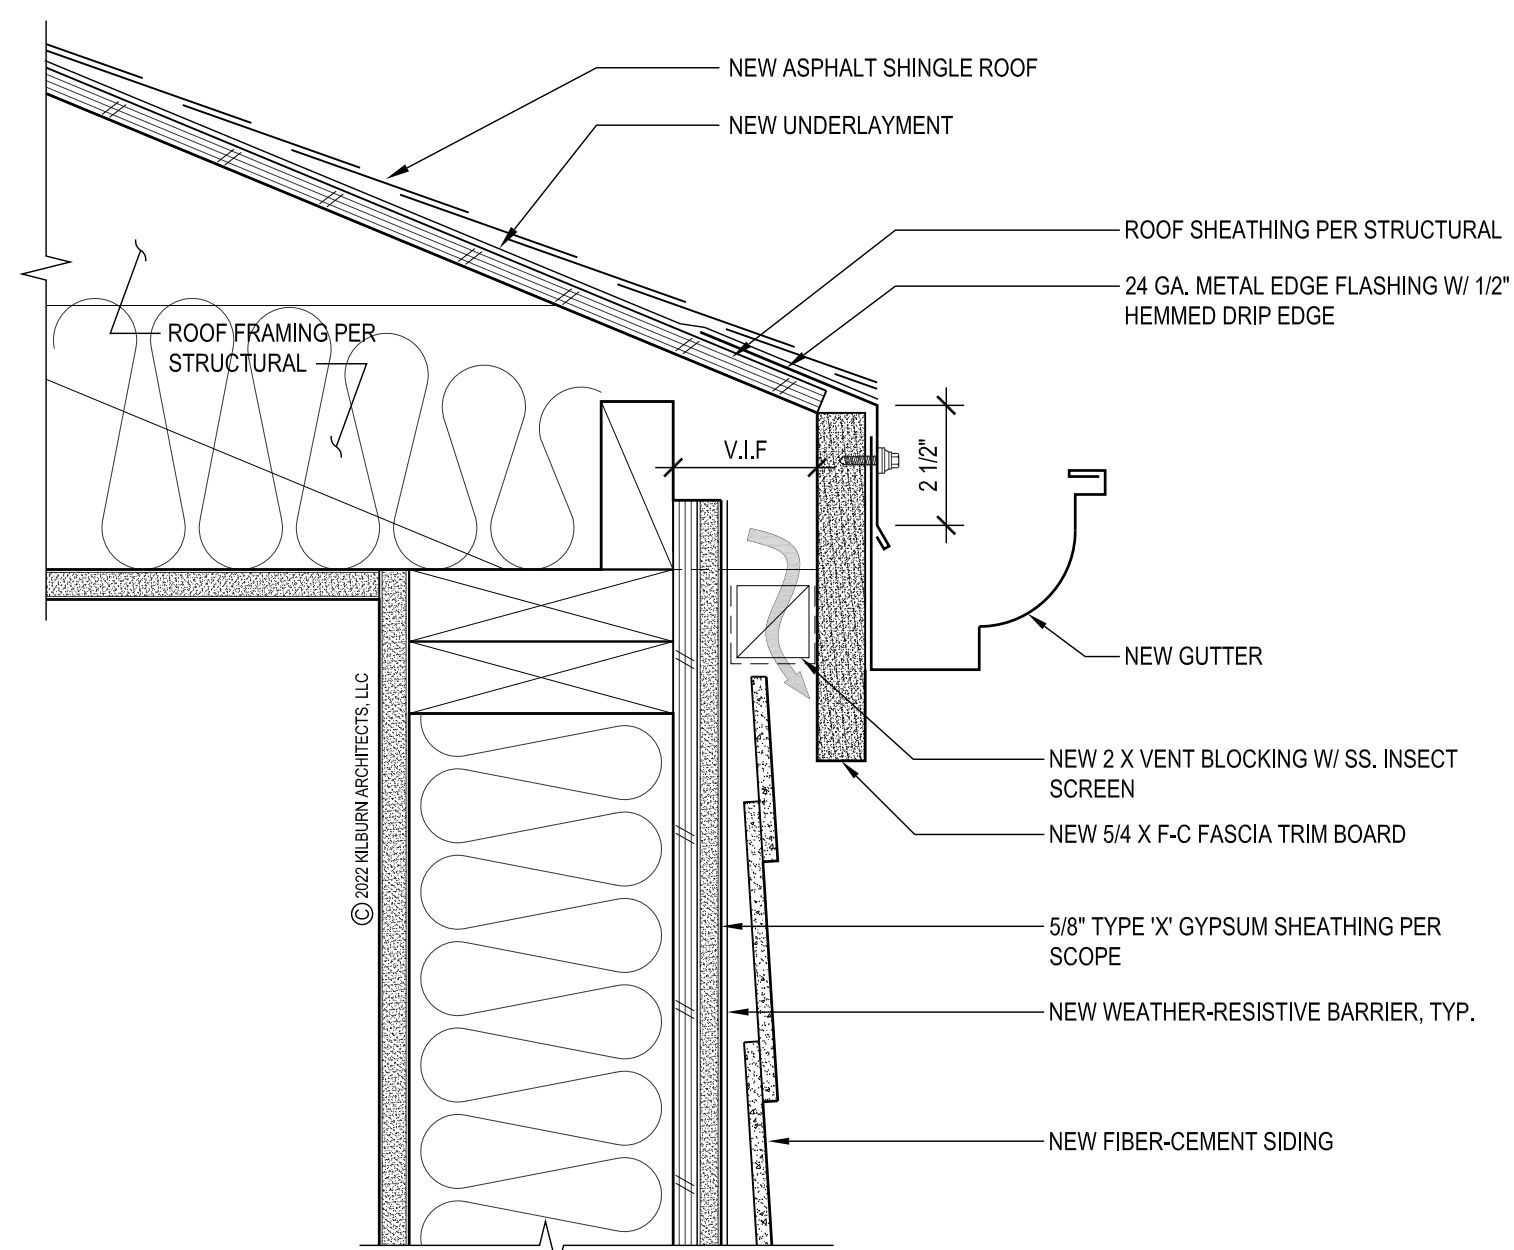 NEW ASPHALT SHINGLE ROOF
NEW UNDERLAYMENT
ROOF SHEATHING PER STRUCTURAL
24 GA. METAL EDGE FLASHING W/ 1/2"
HEMMED DRIP EDGE
ROOF FRAMING PER
STRUCTURAL
V.I.F
2 1/2"
NEW GUTTER
NEW 2 X VENT BLOCKING W/ SS. INSECT
SCREEN
NEW 5/4 X F-C FASCIA TRIM BOARD
5/8" TYPE 'X' GYPSUM SHEATHING PER
SCOPE
NEW WEATHER-RESISTIVE BARRIER, TYP.
NEW FIBER-CEMENT SIDING
© 2022 KILBURN ARCHITECTS, LLC